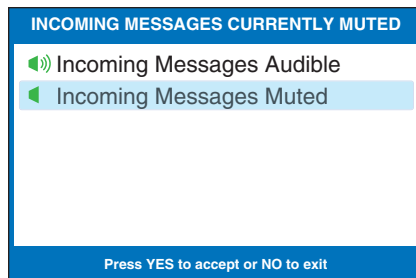 INCOMING MESSAGES CURRENTLY MUTED
Incoming Messages Audible
Incoming Messages Muted
Press YES to accept or NO to exit